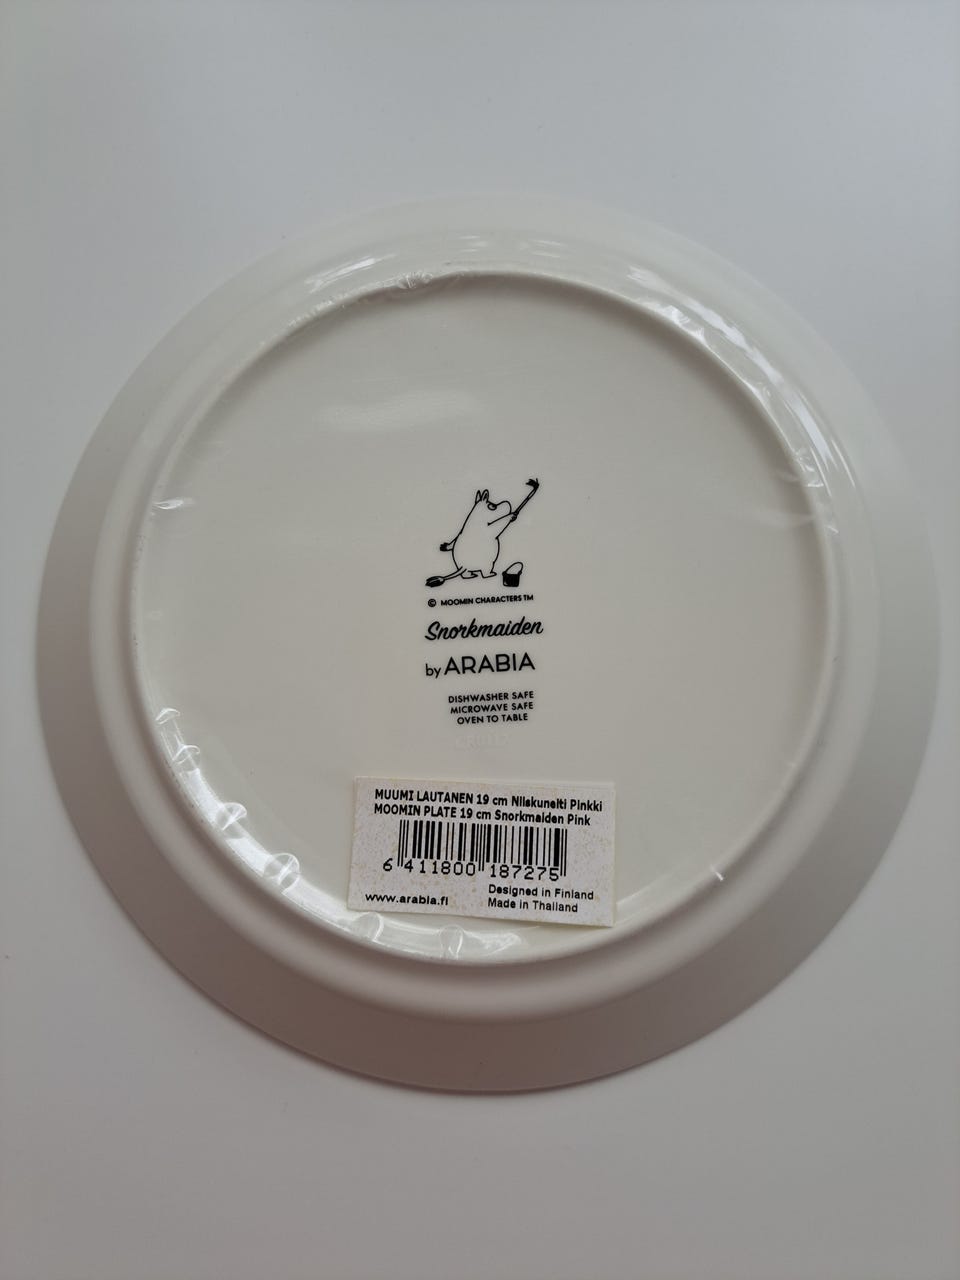 © MOOMIN CHARACTERS TM
Snorkmaiden
by ARABIA
DISHWASHER SAFE
MICROWAVE SAFE
OVEN TO TABLE
MUUMI LAUTANEN 19 cm Niiskuneiti Pinkki
MOOMIN PLATE 19 cm Snorkmaiden Pink
6 411800 187275
Designed in Finland
www.arabia.fi Made in Thailand